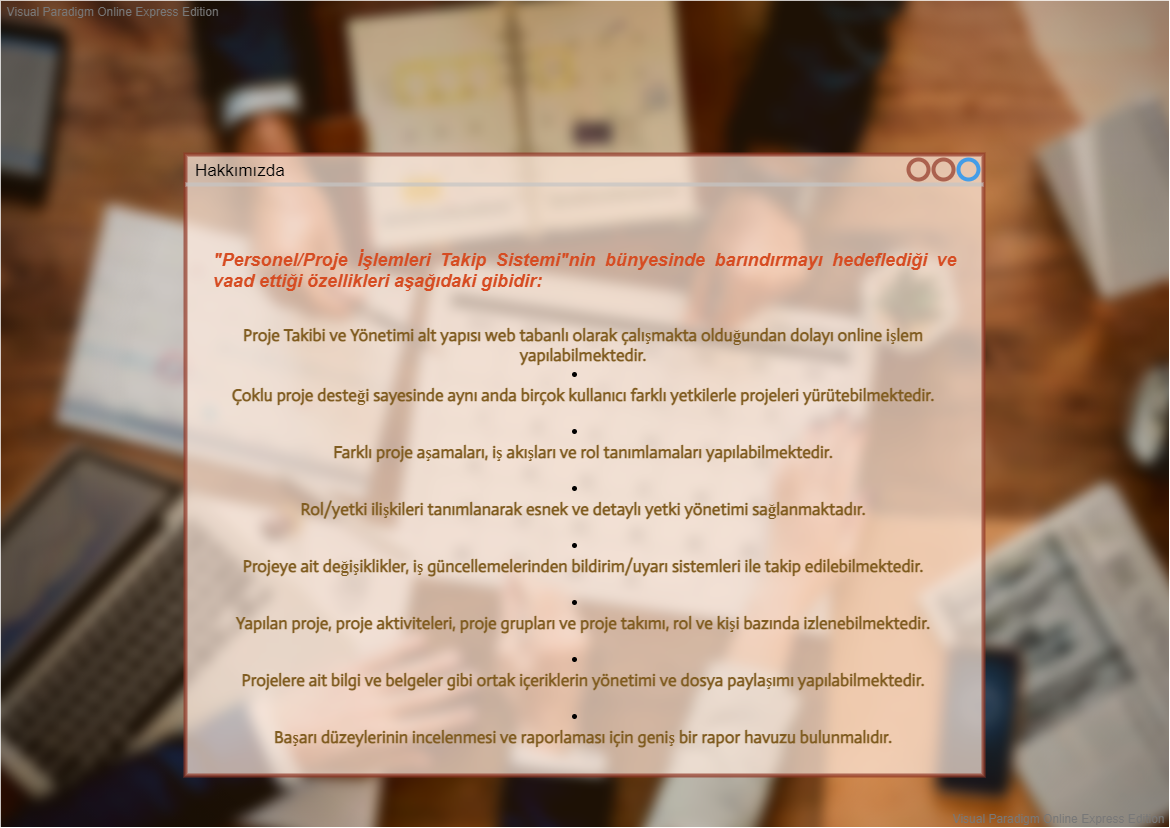 Visual Paradigm Online Express Edition
Hakkımızda
"Personel/Proje İşlemleri Takip Sistemi"nin bünyesinde barındırmayı hedeflediği ve
vaad ettiği özellikleri aşağıdaki gibidir:
Proje Takibi ve Yönetimi alt yapısı web tabanlı olarak çalışmakta olduğundan dolayı online işlem
yapılabilmektedir.
•
Çoklu proje desteği sayesinde aynı anda birçok kullanıcı farklı yetkilerle projeleri yürütebilmektedir.
•
Farklı proje aşamaları, iş akışları ve rol tanımlamaları yapılabilmektedir.
•
Rol/yetki ilişkileri tanımlanarak esnek ve detaylı yetki yönetimi sağlanmaktadır.
•
Projeye ait değişiklikler, iş güncellemelerinden bildirim/uyarı sistemleri ile takip edilebilmektedir.
•
Yapılan proje, proje aktiviteleri, proje grupları ve proje takımı, rol ve kişi bazında izlenebilmektedir.
•
Projelere ait bilgi ve belgeler gibi ortak içeriklerin yönetimi ve dosya paylaşımı yapılabilmektedir.
•
Başarı düzeylerinin incelenmesi ve raporlaması için geniş bir rapor havuzu bulunmalıdır.
Visual Paradigm Online Express Edition